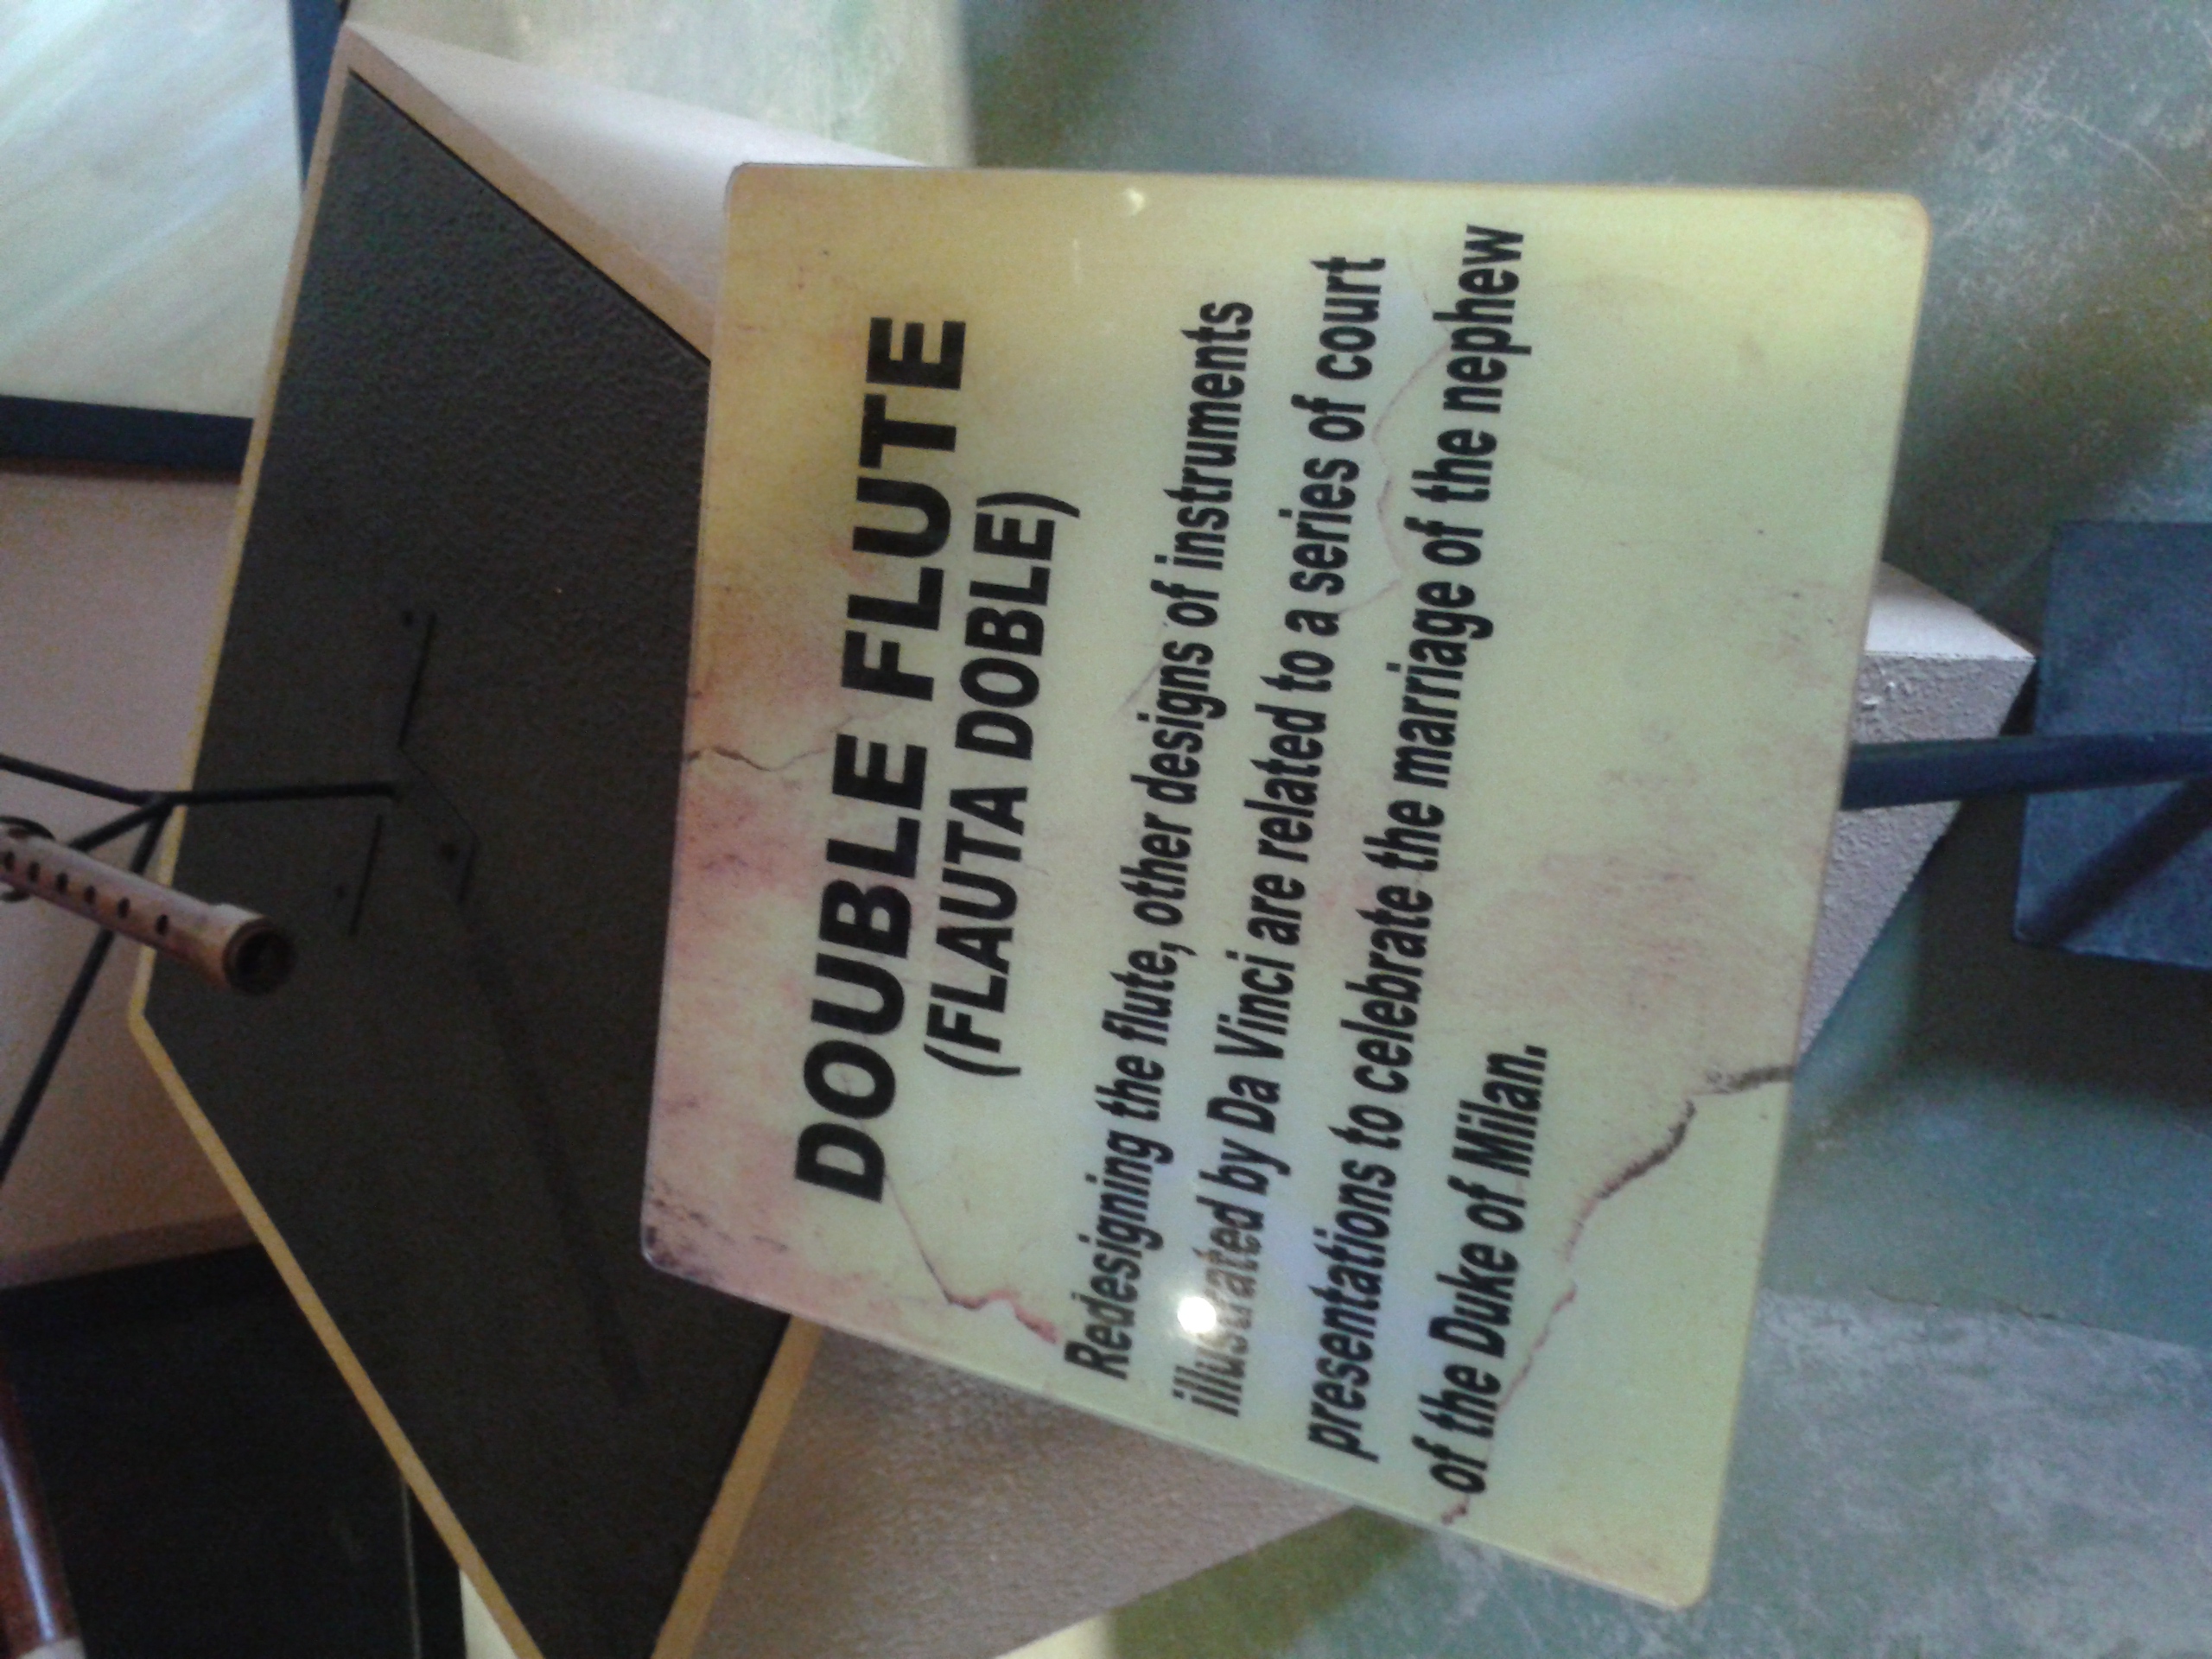 DOUBLE FLUTE
(FLAUTA DOBLE)
Redesigning the flute, other designs of instruments
illustrated by Da Vinci are related to a series of court
presentations to celebrate the marriage of the nephew
of the Duke of Milan.